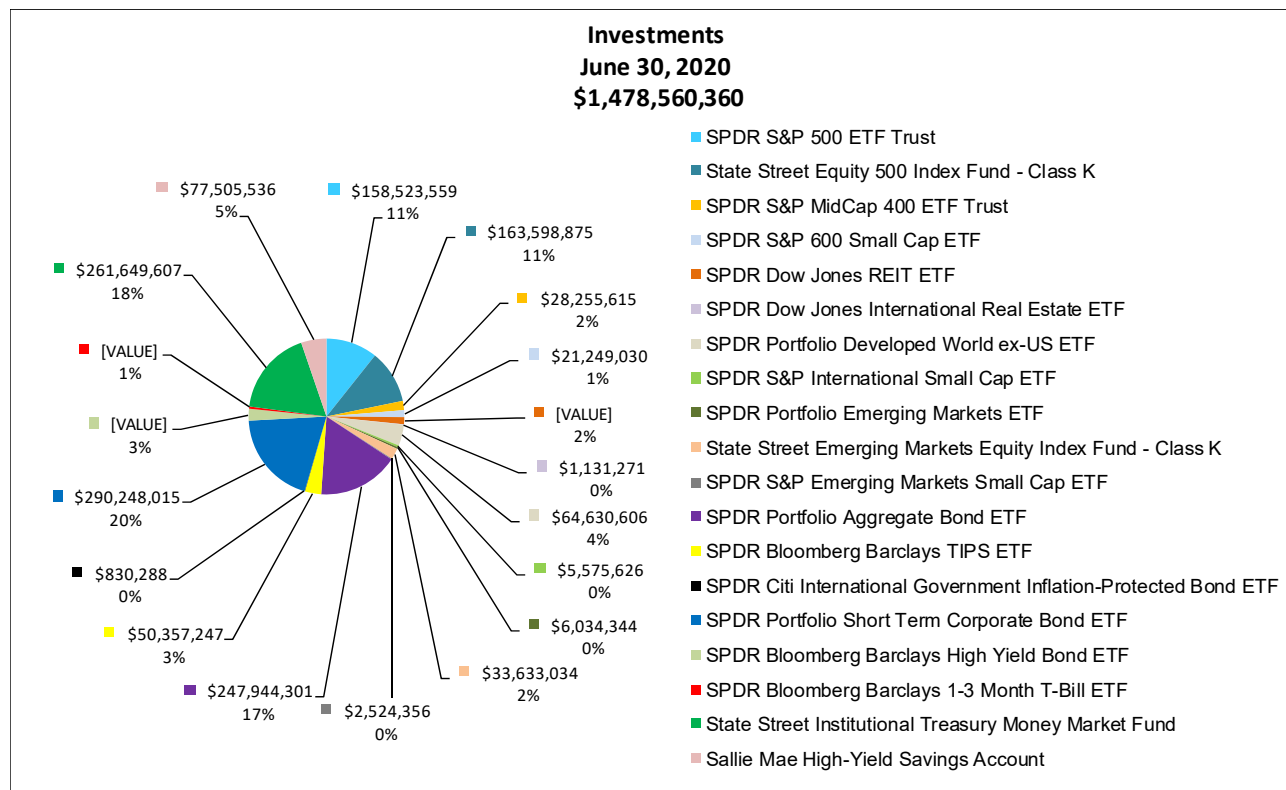 Investments
June 30, 2020
$1,478,560,360
$77,505,536
5%
$158,523,559
11%
$163,598,875
11%
$261,649,607
18%
$28,255,615
2%
[VALUE]
1%
$21,249,030
1%
[VALUE]
3%
[VALUE]
2%
$1,131,271
0%
$290,248,015
20%
$64,630,606
4%
$830,288
0%
$5,575,626
0%
$50,357,247
3%
$6,034,344
0%
$247,944,301
17%
$2,524,356
0%
$33,633,034
2%
SPDR S&P 500 ETF Trust
State Street Equity 500 Index Fund - Class K
SPDR S&P MidCap 400 ETF Trust
SPDR S&P 600 Small Cap ETF
SPDR Dow Jones REIT ETF
SPDR Dow Jones International Real Estate ETF
SPDR Portfolio Developed World ex-US ETF
SPDR S&P International Small Cap ETF
SPDR Portfolio Emerging Markets ETF
State Street Emerging Markets Equity Index Fund - Class K
SPDR S&P Emerging Markets Small Cap ETF
SPDR Portfolio Aggregate Bond ETF
SPDR Bloomberg Barclays TIPS ETF
SPDR Citi International Government Inflation-Protected Bond ETF
SPDR Portfolio Short Term Corporate Bond ETF
SPDR Bloomberg Barclays High Yield Bond ETF
SPDR Bloomberg Barclays 1-3 Month T-Bill ETF
State Street Institutional Treasury Money Market Fund
Sallie Mae High-Yield Savings Account